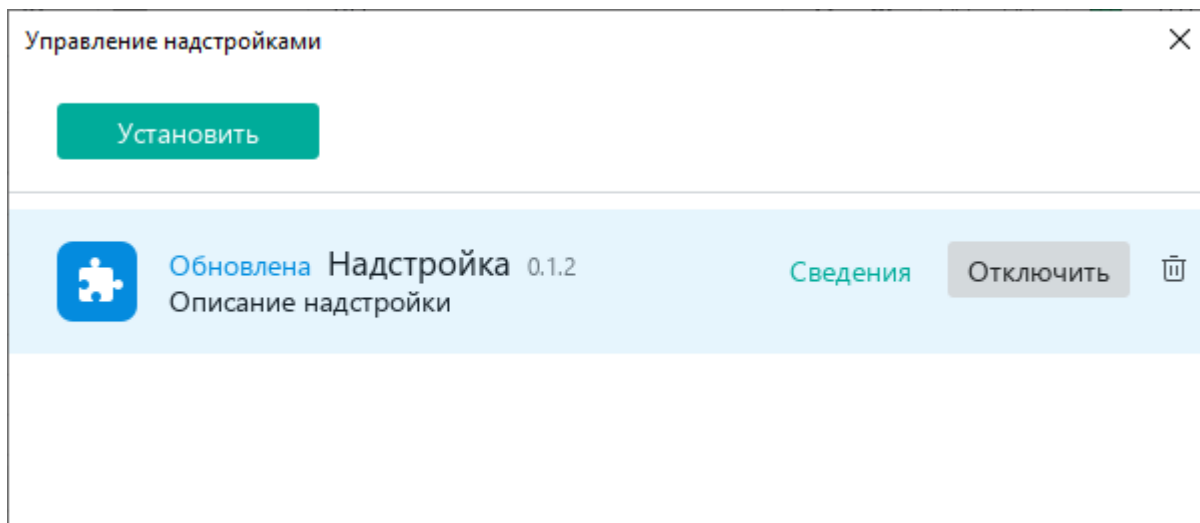 Управление надстройками
Установить
Обновлена Надстройка 0.1.2 Сведения Отключить
Описание надстройки